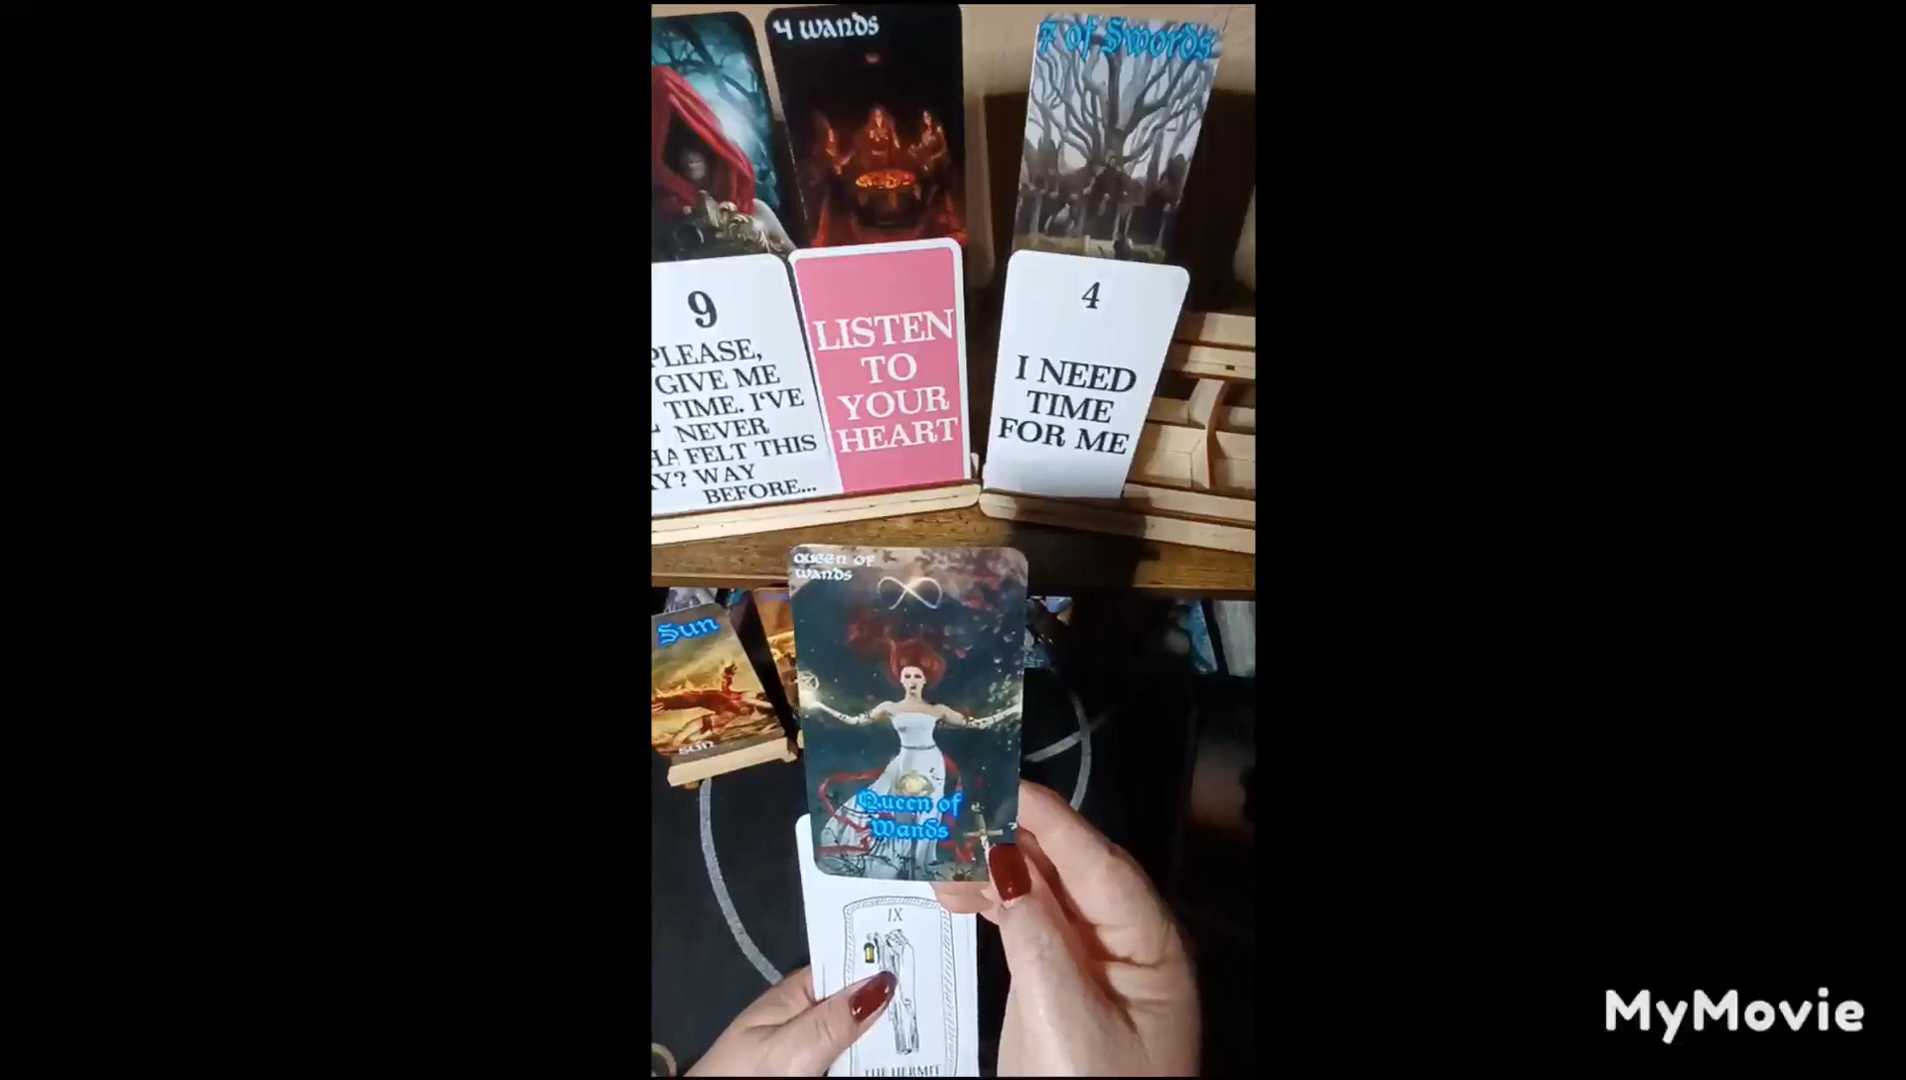 4 wands
7 of Swords
9
PLEASE,
GIVE ME
TIME. I'VE
NEVER
FELT THIS
WAY
BEFORE...
LISTEN
TO
YOUR
HEART
4
I NEED
TIME
FOR ME
QUEEN OF
WANDS
Sun
sun
Queen of
Wands
IX
THE HERMIT
MyMovie